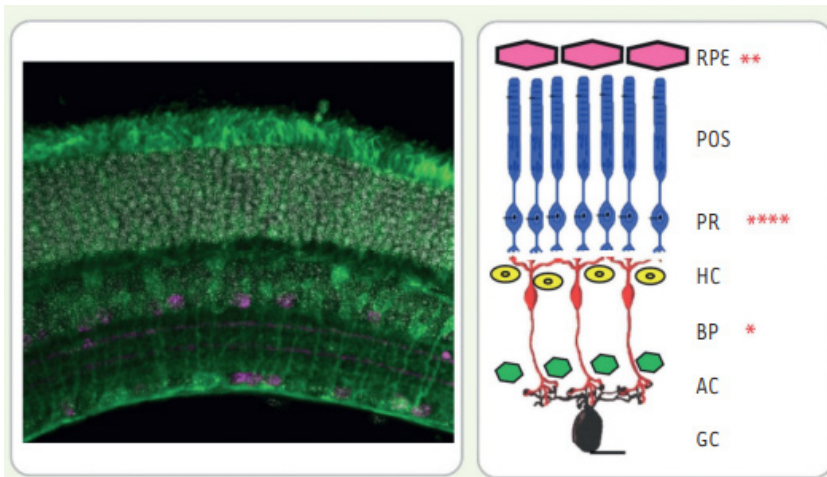 RPE **
POS
PR ****
HC
BP *
AC
GC